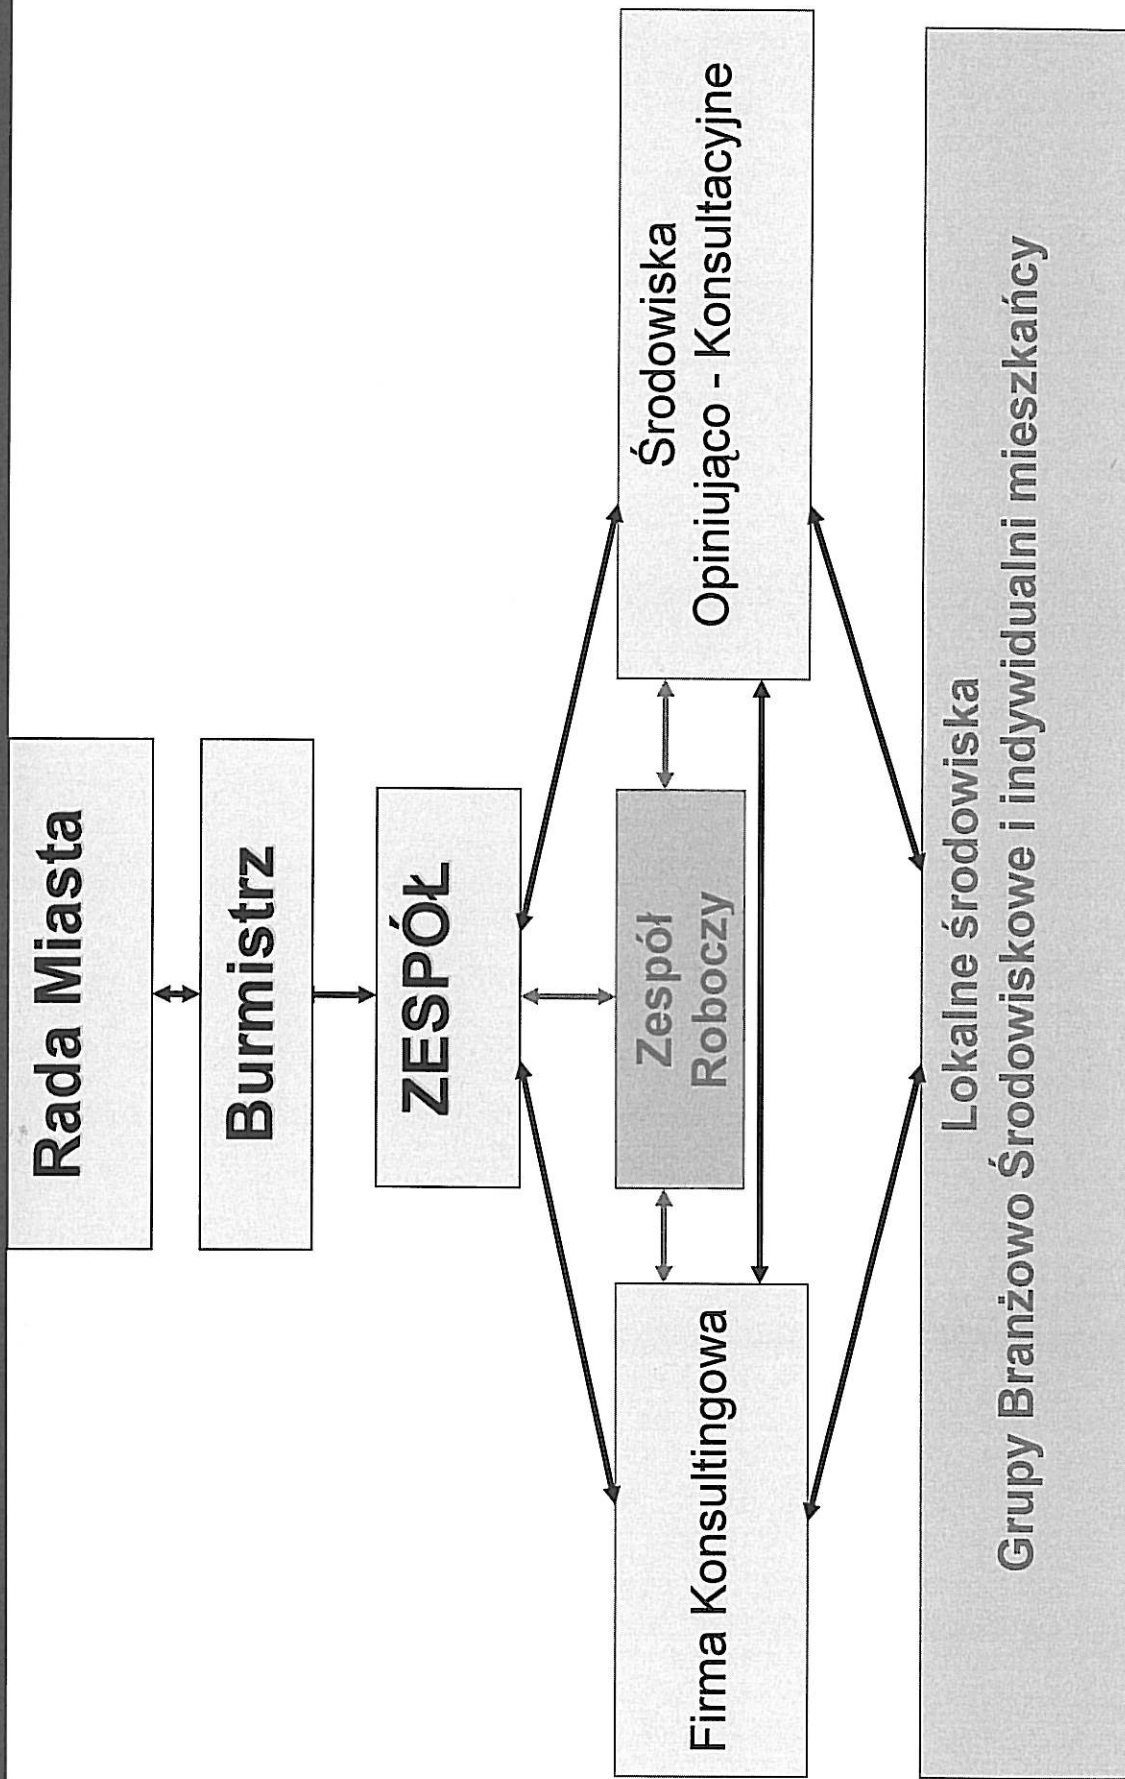 Rada Miasta
Burmistrz
ZESPÓŁ
Firma Konsultingowa
Zespół
Roboczy
Środowiska
Opiniująco - Konsultacyjne
Lokalne środowiska
Grupy Branżowo Środowiskowe i indywidualni mieszkańcy